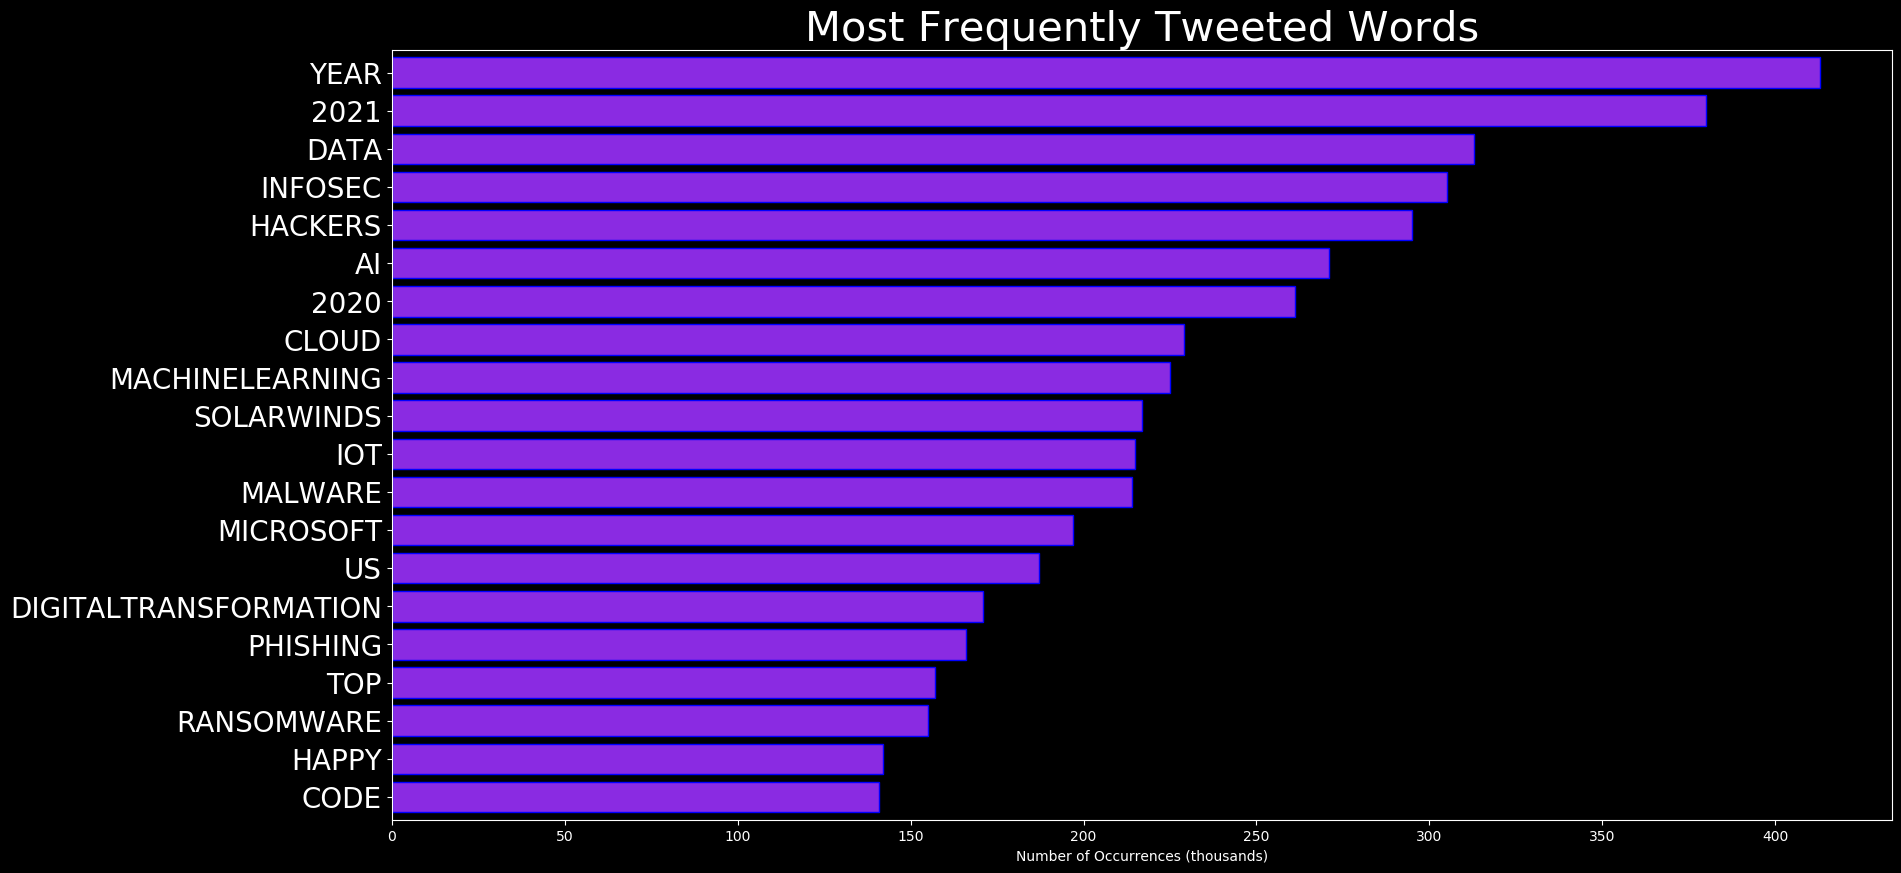 Most Frequently Tweeted Words
YEAR
2021
DATA
INFOSEC
HACKERS
AI
2020
CLOUD
MACHINELEARNING
SOLARWINDS
IOT
MALWARE
MICROSOFT
US
DIGITALTRANSFORMATION
PHISHING
TOP
RANSOMWARE
HAPPY
CODE
0 50 100 150 200 250 300 350 400
Number of Occurrences (thousands)